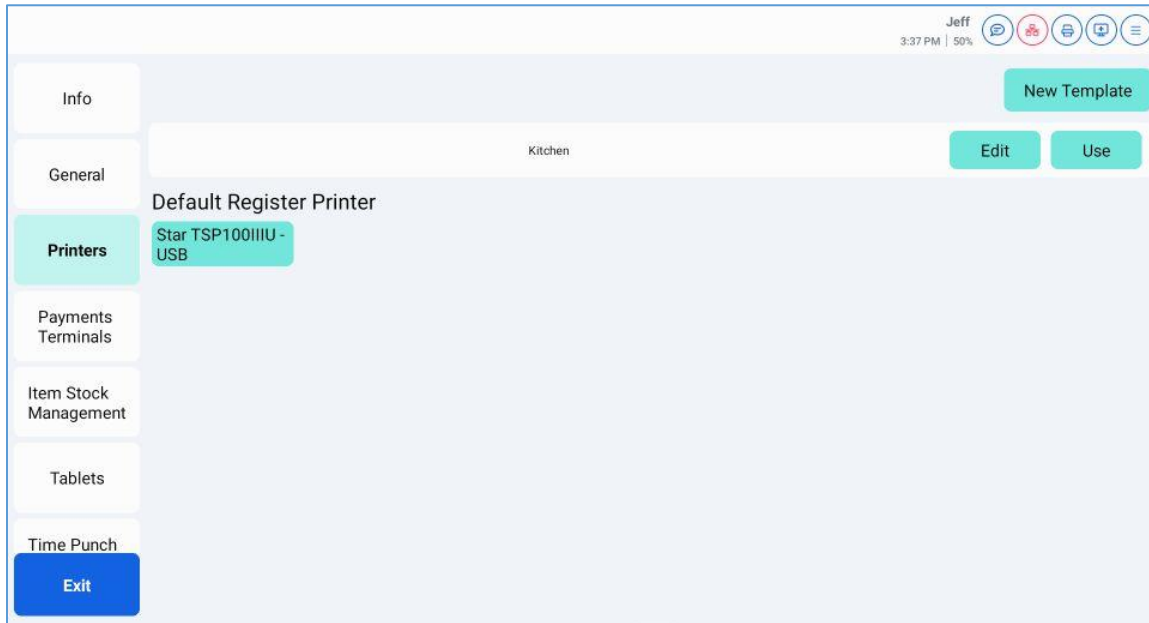 Jeff
3:37 PM | 50%
Info
New Template
Kitchen
Edit
Use
General
Default Register Printer
Star TSP100IIIU -
USB
Printers
Payments
Terminals
Item Stock
Management
Tablets
Time Punch
Exit